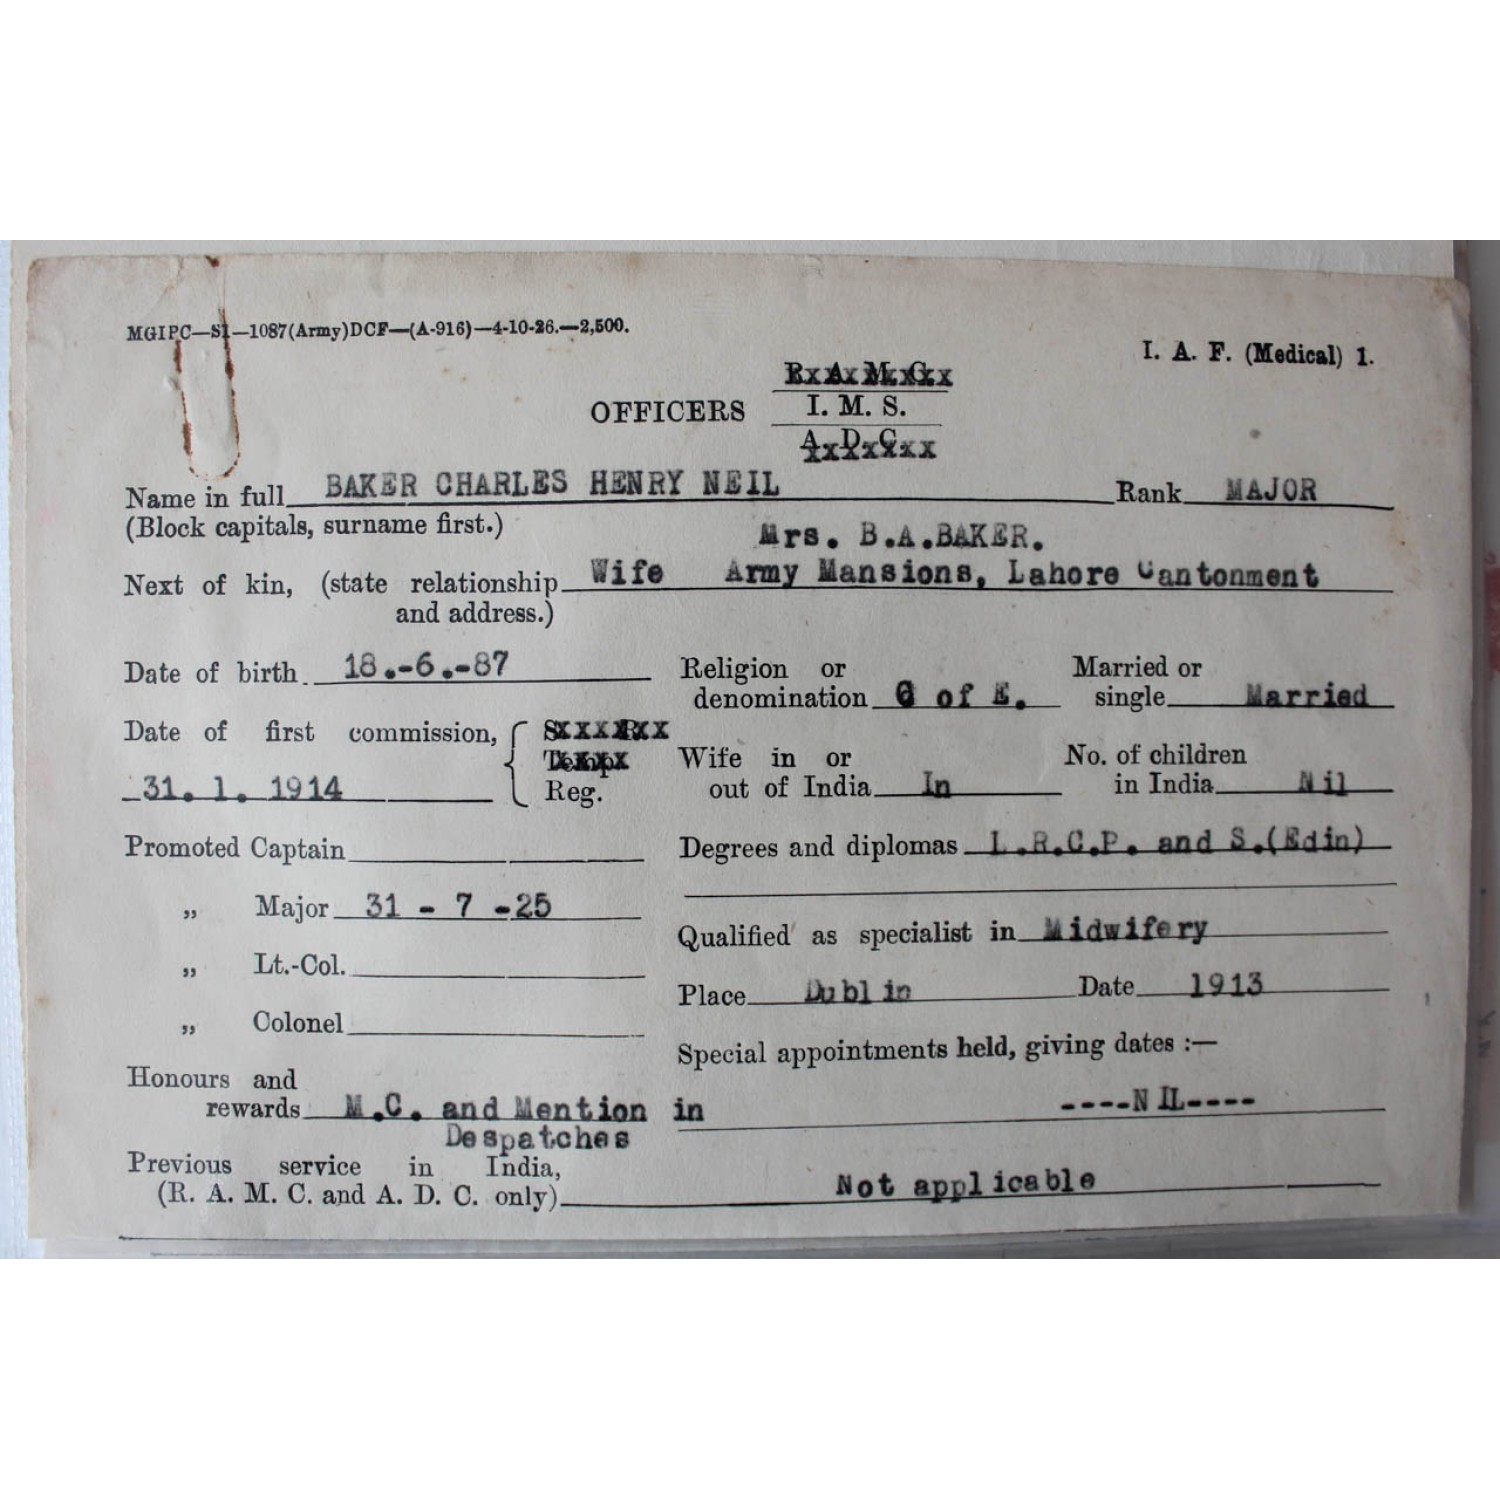 MGIPC—S1—1087(Army)DCF—(A-916)—4-10-26.—2,500.
I. A. F. (Medical) 1.
R. A. M. C.
OFFICERS I. M. S.
A. D. C.
Name in full BAKER CHARLES HENRY NEIL Rank MAJOR
(Block capitals, surname first.)
Mrs. B.A.BAKER.
Next of kin, (state relationship Wife Army Mansions, Lahore Cantonment
and address.)
Date of birth 18.-6.-87 Religion or Married or
denomination C of E. single Married
Date of first commission,
Temp.
Wife in or No. of children
31. 1. 1914 Reg. out of India In in India Nil
Promoted Captain Degrees and diplomas L.R.C.P. and S.(Edin)
„ Major 31 - 7 -25
Qualified as specialist in Midwifery
„ Lt.-Col.
Place Dublin Date 1913
„ Colonel
Special appointments held, giving dates :—
Honours and
rewards M.C. and Mention in ----NIL----
Despatches
Previous service in India,
(R. A. M. C. and A. D. C. only) Not applicable